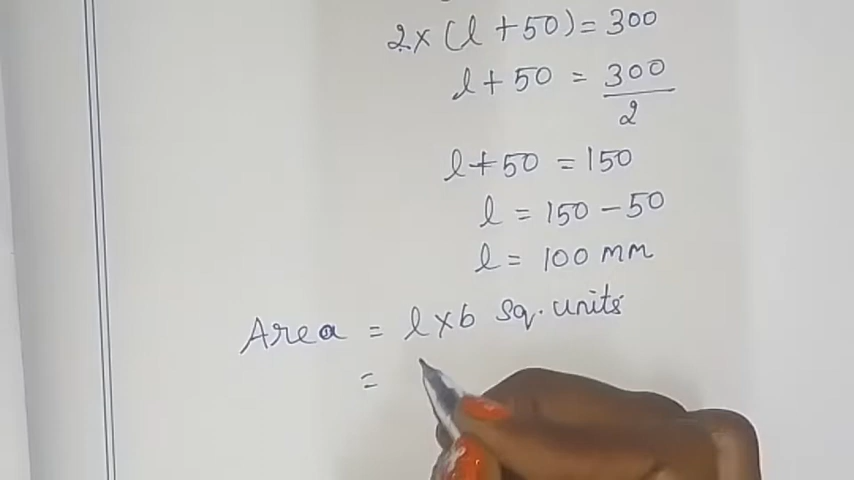 2 × (l + 50) = 300
l + 50 = 300/2
l + 50 = 150
l = 150 - 50
l = 100 mm
Area = l × b sq. units
=